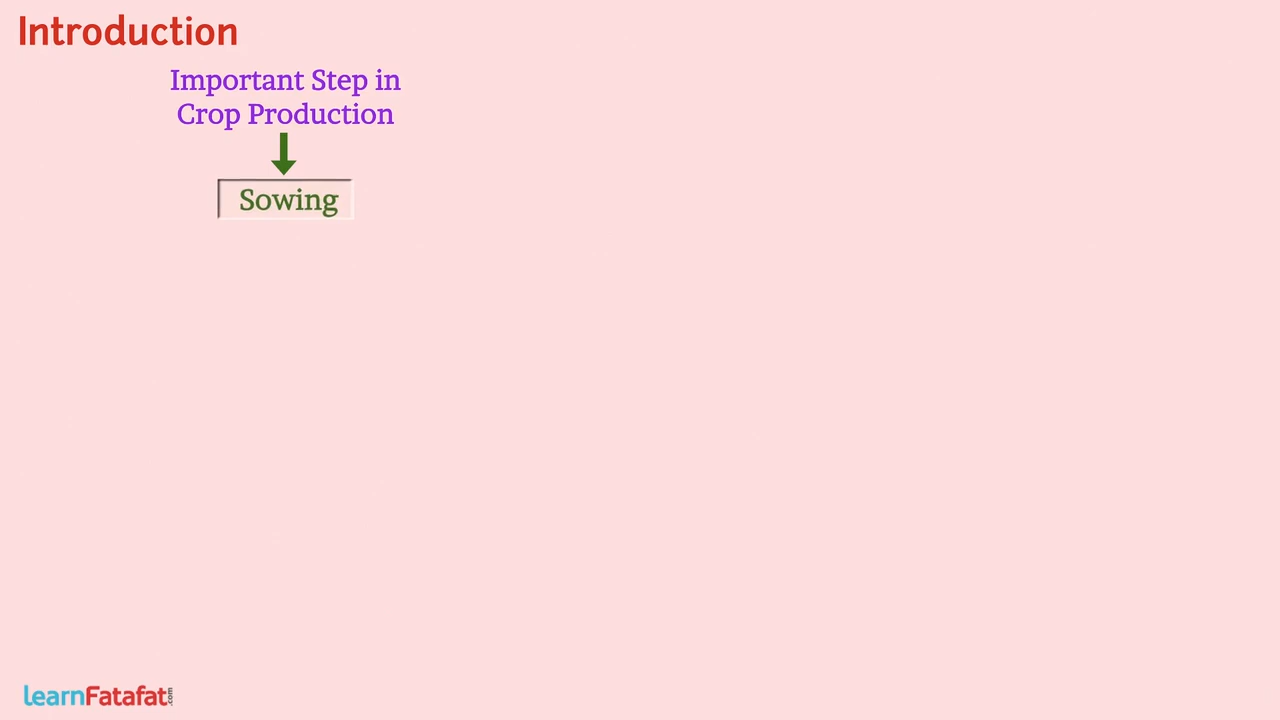 Introduction
Important Step in
Crop Production
Sowing
learnFatafat.com